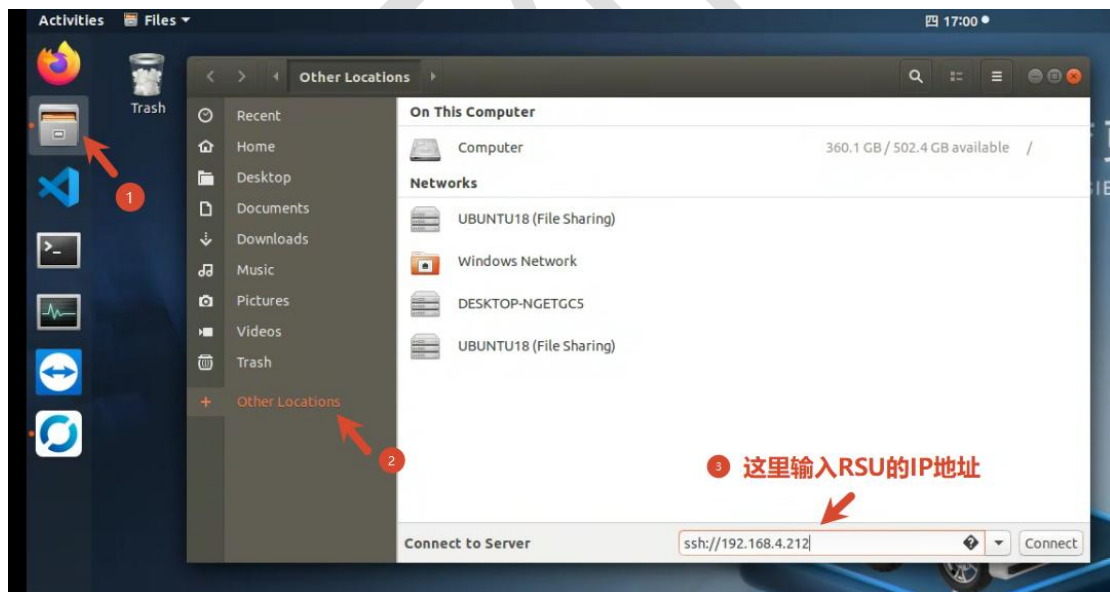 Activities Files 四 17:00
Trash
Other Locations
Recent
Home
Desktop
Documents
Downloads
Music
Pictures
Videos
Trash
+ Other Locations
On This Computer
Computer 360.1 GB / 502.4 GB available /
Networks
UBUNTU18 (File Sharing)
Windows Network
DESKTOP-NGETGC5
UBUNTU18 (File Sharing)
1
2
3 这里输入RSU的IP地址
Connect to Server ssh://192.168.4.212 Connect